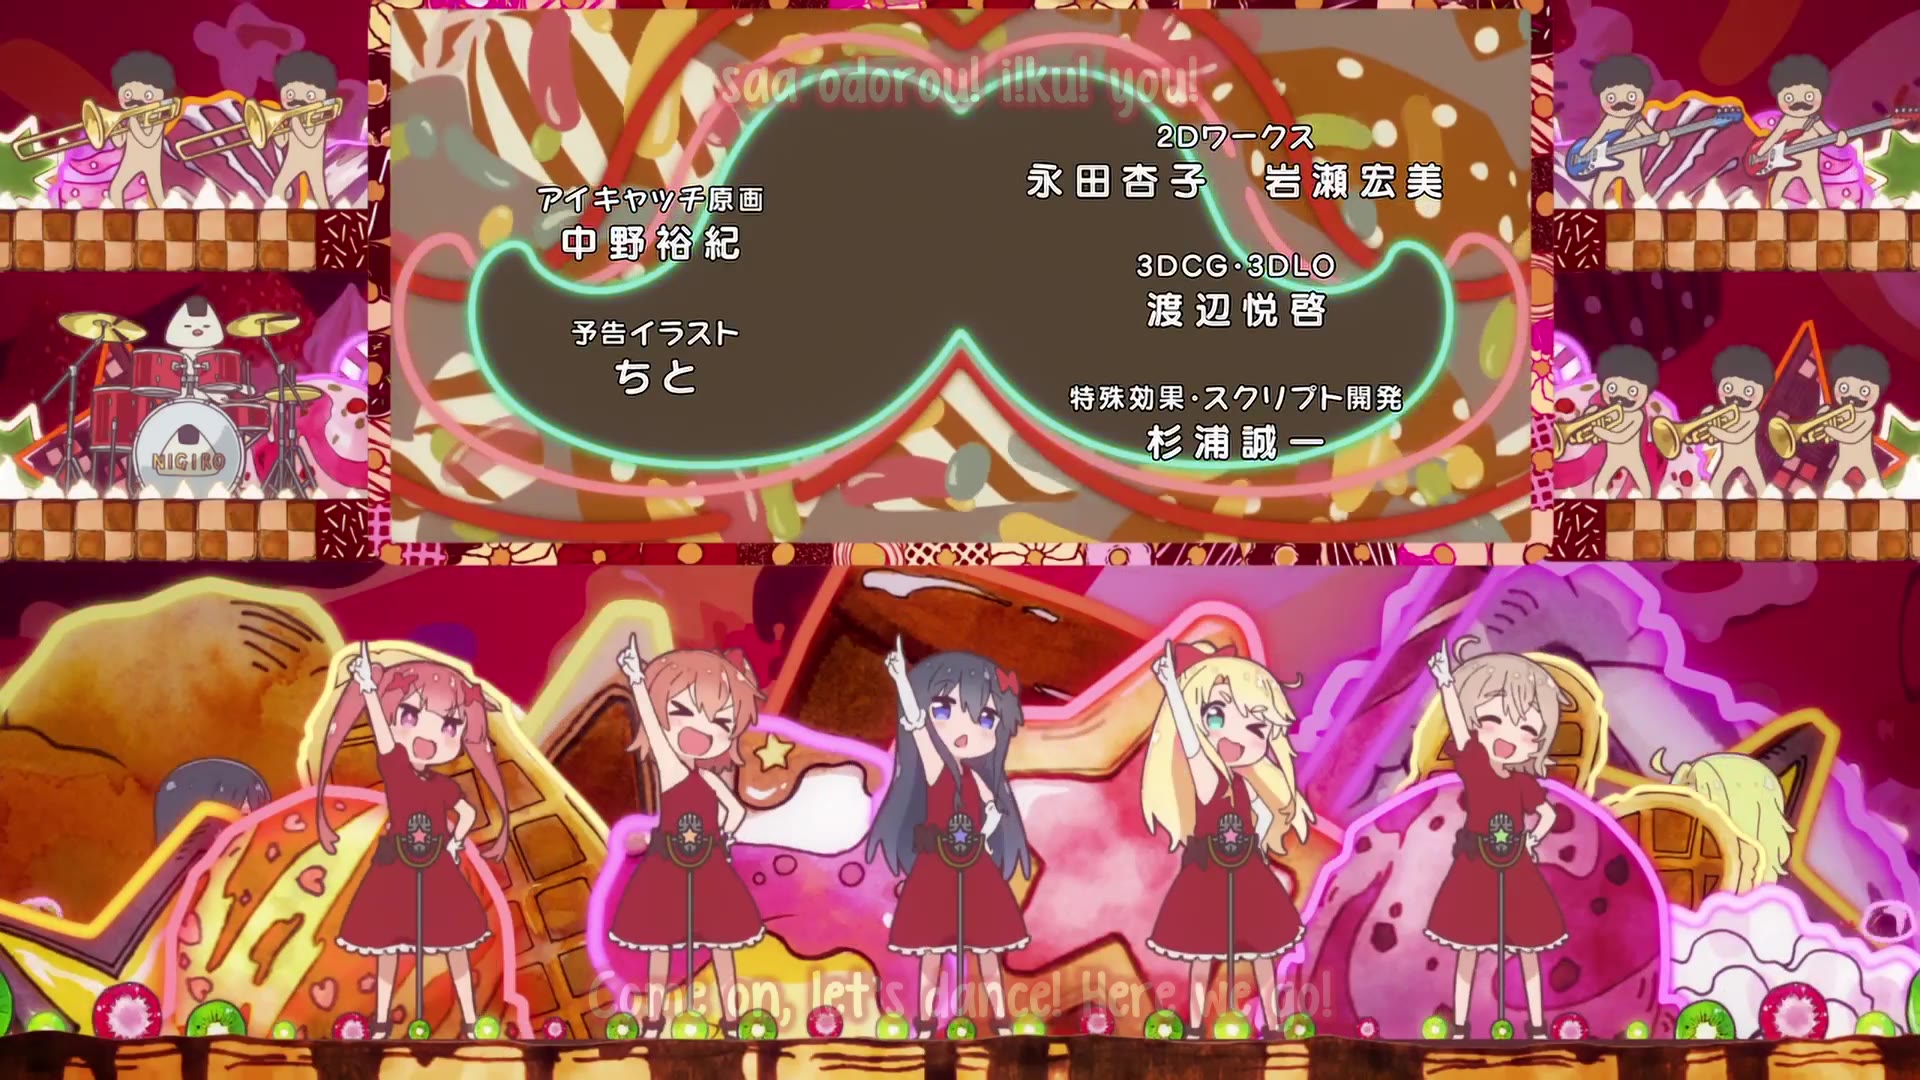 saa odorou! i!ku! you!
アイキャッチ原画
中野裕紀
予告イラスト
ちと
2Dワークス
永田杏子　岩瀬宏美
3DCG・3DLO
渡辺悦啓
特殊効果・スクリプト開発
杉浦誠一
NIGIRO
Come on, let's dance! Here we go!